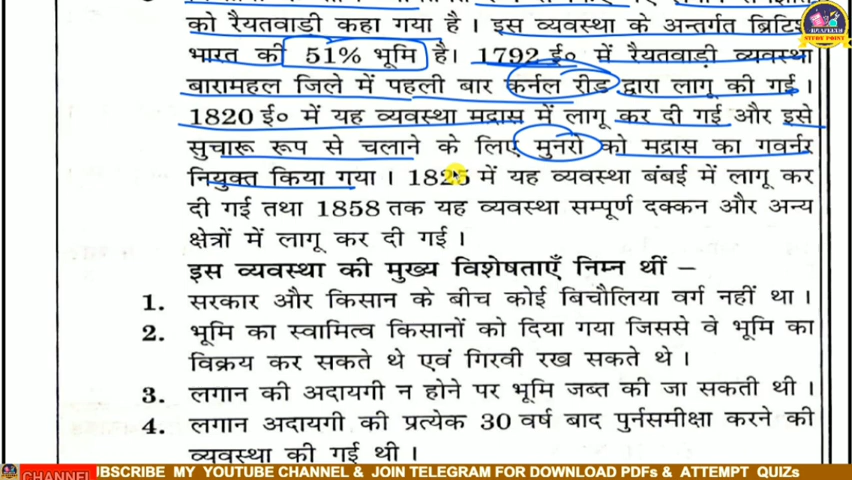 को रैयतवाड़ी कहा गया है। इस व्यवस्था के अन्तर्गत ब्रिटिश
भारत की 51% भूमि है। 1792 ई० में रैयतवाड़ी व्यवस्था
बारामहल जिले में पहली बार कर्नल रीड द्वारा लागू की गई।
1820 ई० में यह व्यवस्था मद्रास में लागू कर दी गई और इसे
सुचारू रूप से चलाने के लिए मुनरो को मद्रास का गवर्नर
नियुक्त किया गया। 1825 में यह व्यवस्था बंबई में लागू कर
दी गई तथा 1858 तक यह व्यवस्था सम्पूर्ण दक्कन और अन्य
क्षेत्रों में लागू कर दी गई।
इस व्यवस्था की मुख्य विशेषताएँ निम्न थीं –
1. सरकार और किसान के बीच कोई बिचौलिया वर्ग नहीं था।
2. भूमि का स्वामित्व किसानों को दिया गया जिससे वे भूमि का
विक्रय कर सकते थे एवं गिरवी रख सकते थे।
3. लगान की अदायगी न होने पर भूमि जब्त की जा सकती थी।
4. लगान अदायगी की प्रत्येक 30 वर्ष बाद पुर्नसमीक्षा करने की
व्यवस्था की गई थी।
CHANNEL UBSCRIBE MY YOUTUBE CHANNEL & JOIN TELEGRAM FOR DOWNLOAD PDFs & ATTEMPT QUIZs